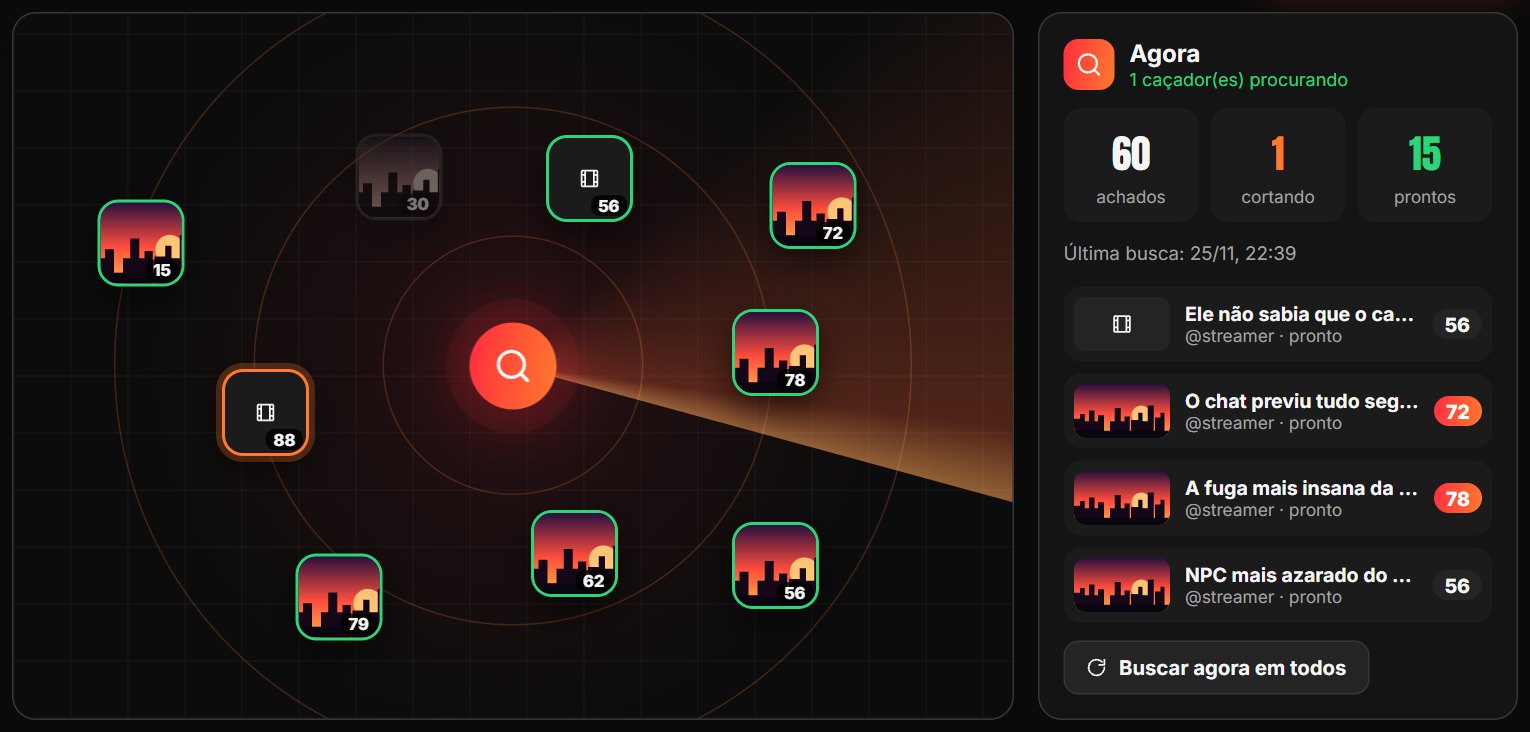 30
56
72
15
78
88
62
56
79
Agora
1 caçador(es) procurando
60
1
15
achados
cortando
prontos
Última busca: 25/11, 22:39
Ele não sabia que o ca...
@streamer · pronto
56
O chat previu tudo seg...
@streamer · pronto
72
A fuga mais insana da ...
@streamer · pronto
78
NPC mais azarado do ...
@streamer · pronto
56
Buscar agora em todos